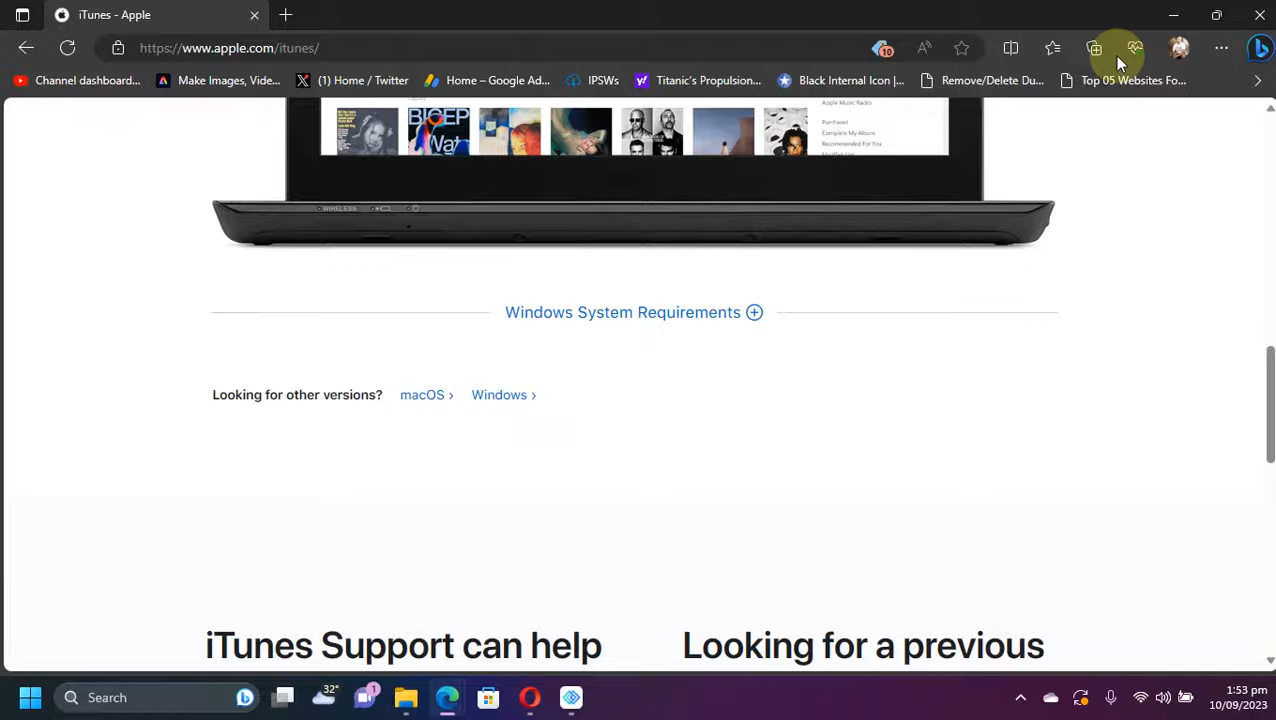 iTunes - Apple
https://www.apple.com/itunes/
10
Channel dashboard...
Make Images, Vide...
(1) Home / Twitter
Home – Google Ad...
IPSWs
Titanic's Propulsion...
Black Internal Icon |...
Remove/Delete Du...
Top 05 Websites Fo...
Apple Music Radio
Purchased
Complete My Album
Recommended For You
BICEP
WIRELESS
Windows System Requirements
Looking for other versions? macOS › Windows ›
iTunes Support can help
Looking for a previous
Search
32°
1
1:53 pm
10/09/2023